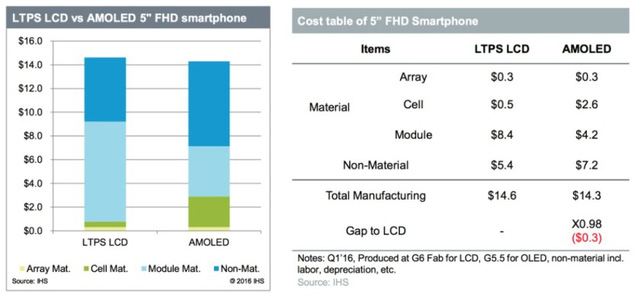 LTPS LCD vs AMOLED 5" FHD smartphone
$16.0
$14.0
$12.0
$10.0
$8.0
$6.0
$4.0
$2.0
$0.0
LTPS LCD AMOLED
Array Mat. Cell Mat. Module Mat. Non-Mat.
Source: IHS © 2016 IHS
Cost table of 5" FHD Smartphone
Items LTPS LCD AMOLED
Material
Array $0.3 $0.3
Cell $0.5 $2.6
Module $8.4 $4.2
Non-Material $5.4 $7.2
Total Manufacturing $14.6 $14.3
Gap to LCD - X0.98
($0.3)
Notes: Q1'16, Produced at G6 Fab for LCD, G5.5 for OLED, non-material incl.
labor, depreciation, etc.
Source: IHS